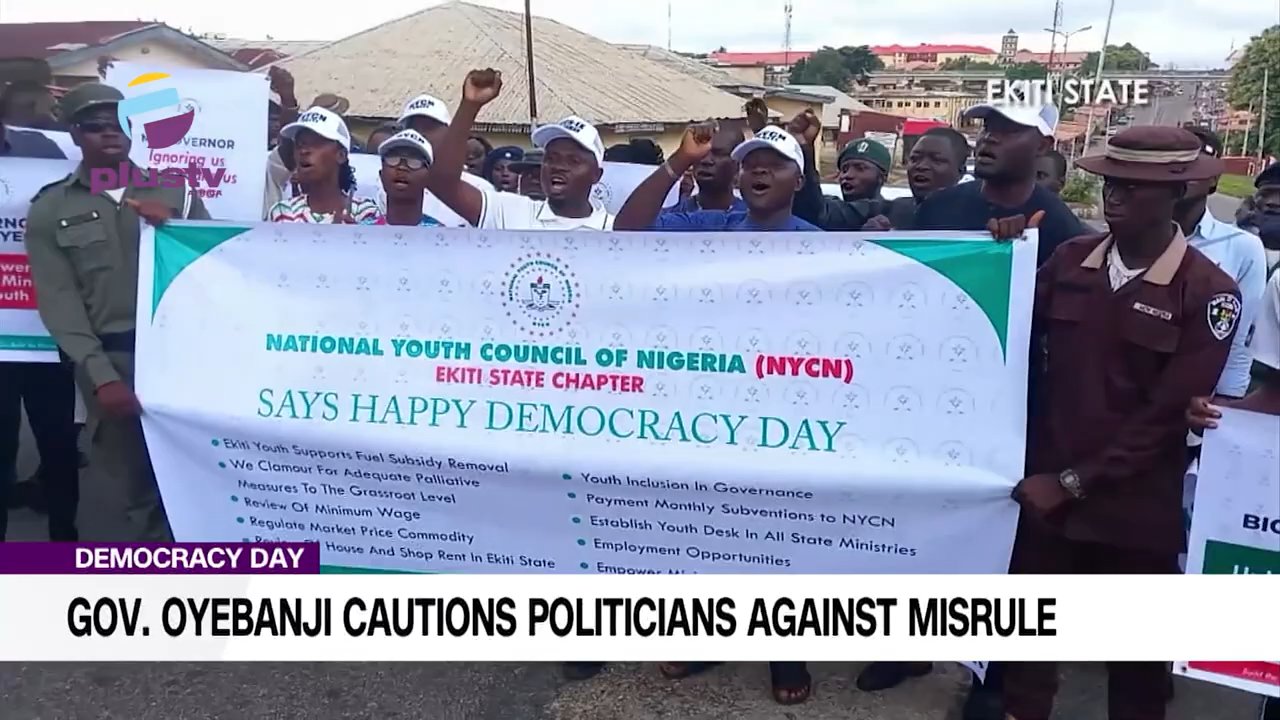 EKITI STATE
plustv
GOVERNOR
Ignoring us
NATIONAL YOUTH COUNCIL OF NIGERIA (NYCN)
EKITI STATE CHAPTER
SAYS HAPPY DEMOCRACY DAY
Ekiti Youth Supports Fuel Subsidy Removal
We Clamour For Adequate Palliative
Measures To The Grassroot Level
Review Of Minimum Wage
Regulate Market Price Commodity
House And Shop Rent In Ekiti State
Youth Inclusion In Governance
Payment Monthly Subventions to NYCN
Establish Youth Desk In All State Ministries
Employment Opportunities
DEMOCRACY DAY
GOV. OYEBANJI CAUTIONS POLITICIANS AGAINST MISRULE